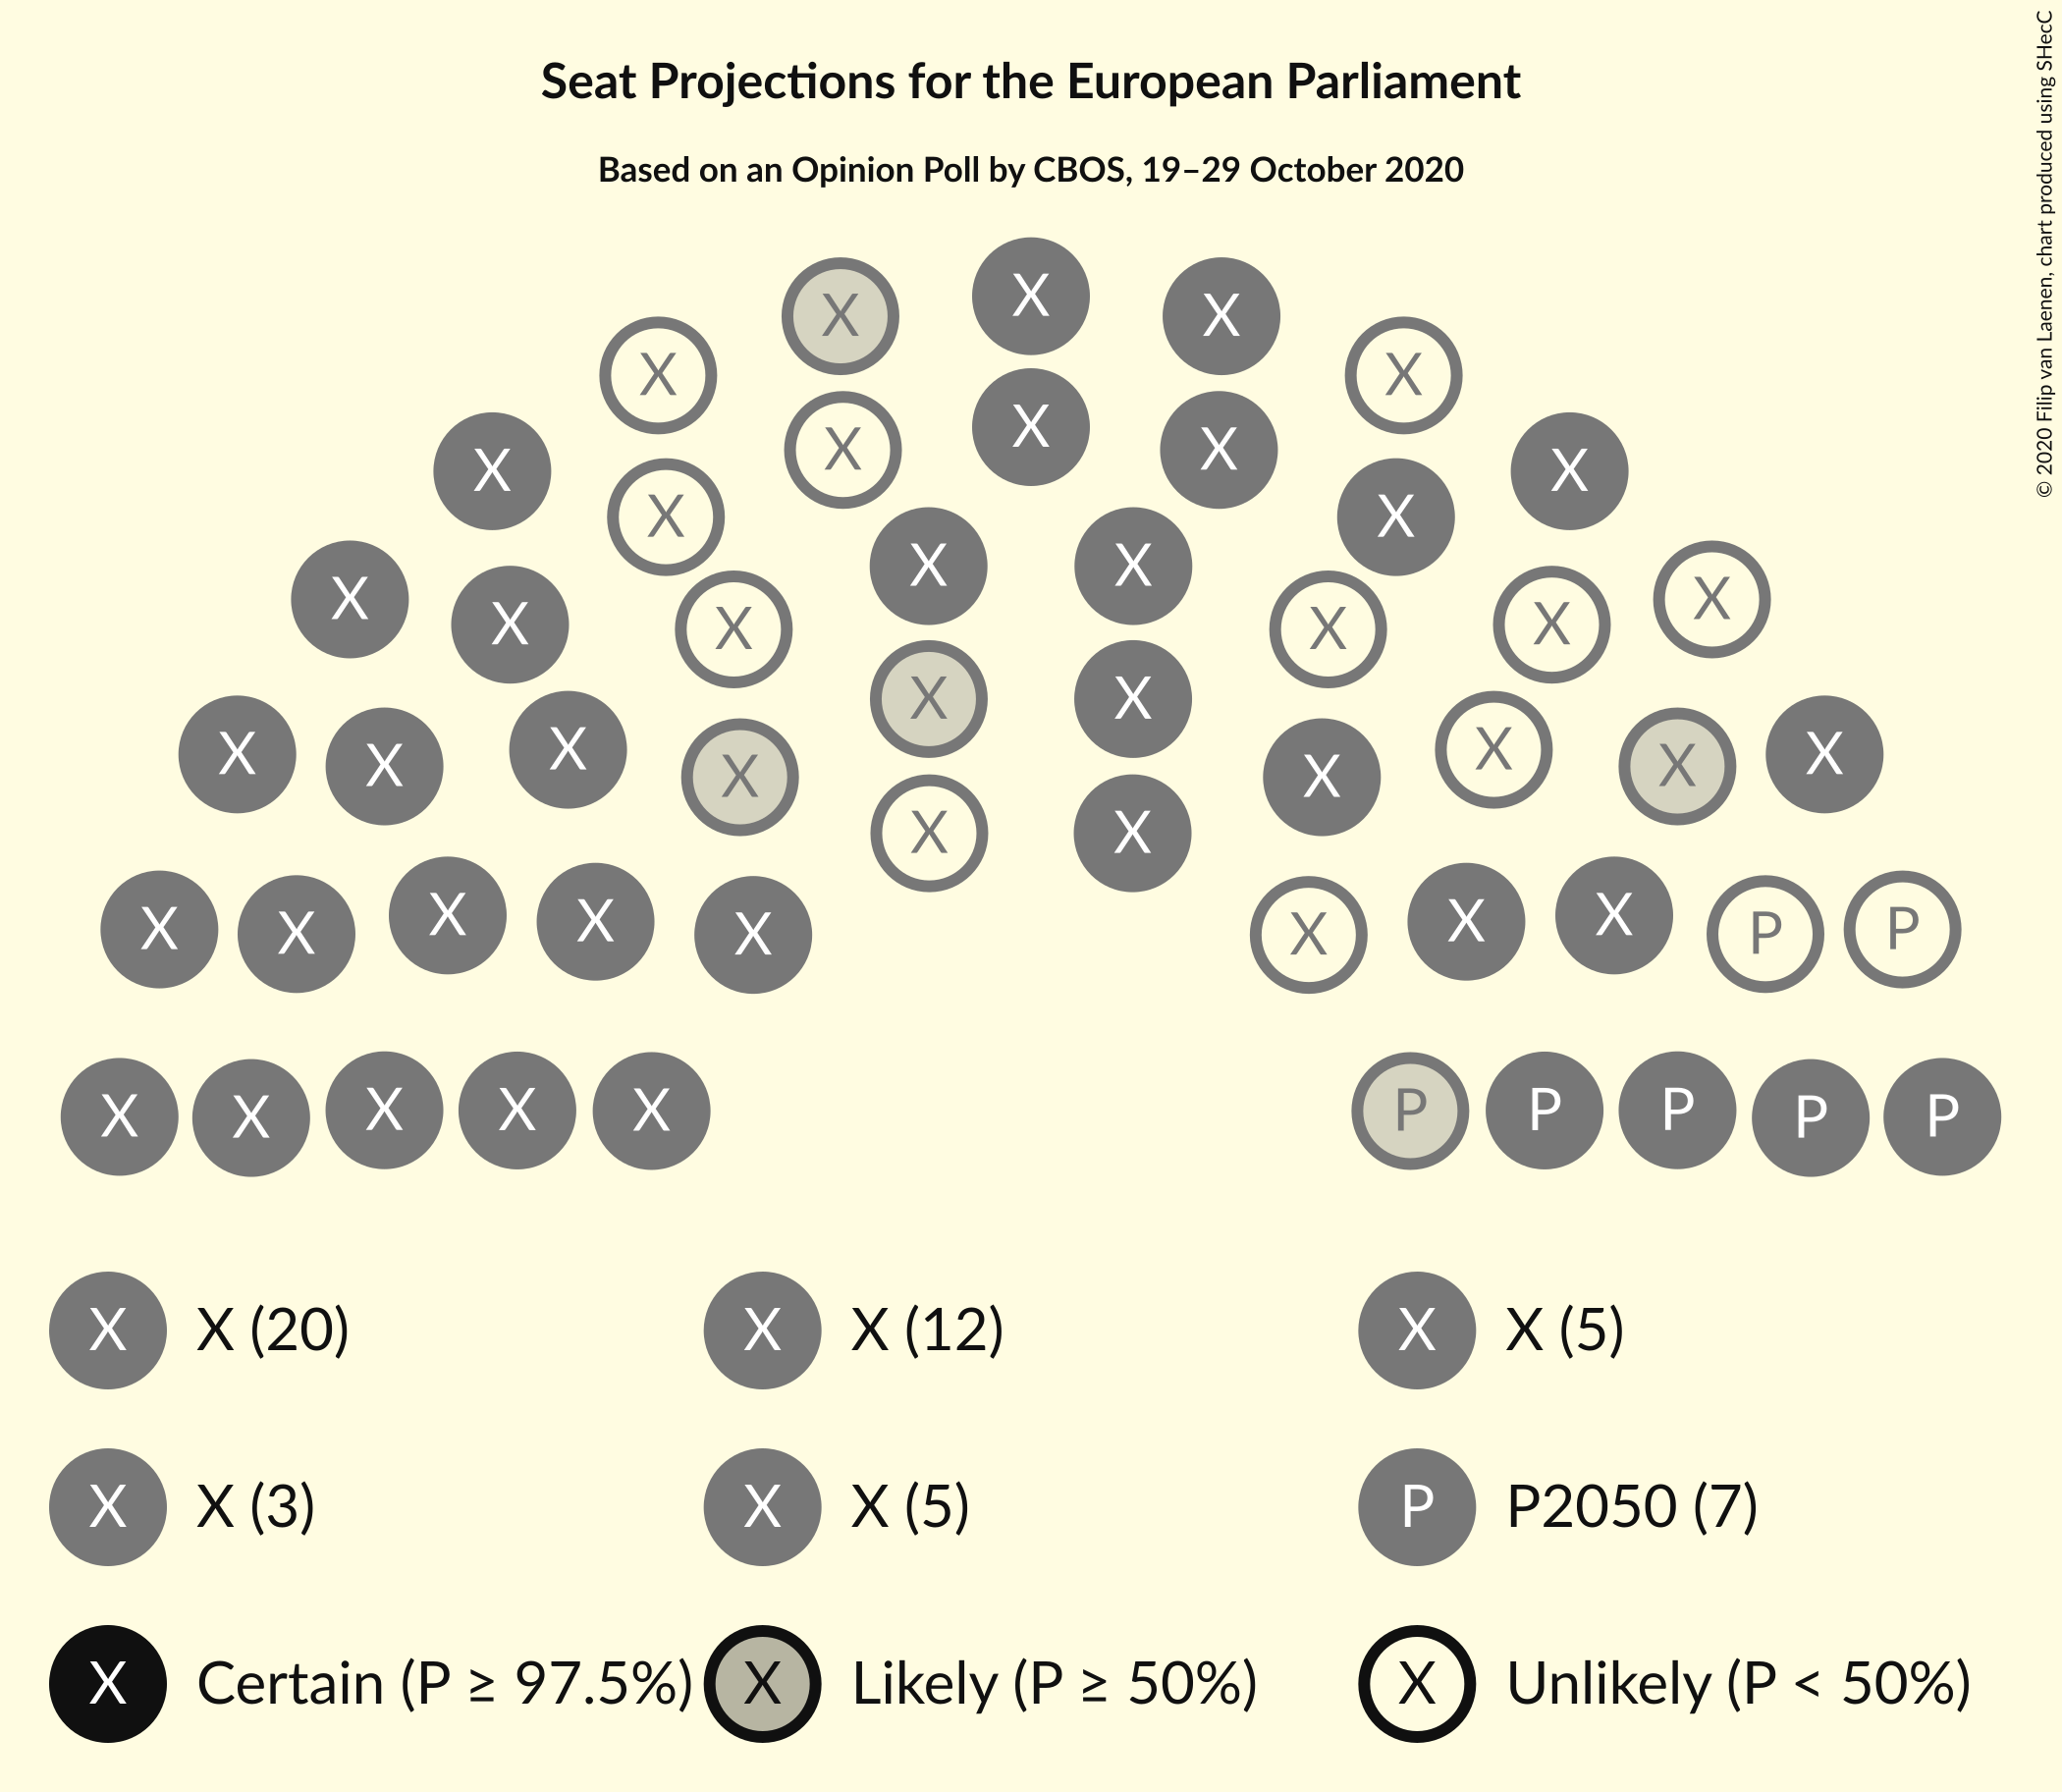 © 2020 Filip van Laenen, chart produced using SHecC
Seat Projections for the European Parliament
Based on an Opinion Poll by CBOS, 19–29 October 2020
X X X
X X
X X X X X
X X
X X
X X X X X X
X X
X X X X X X X X
X X
X X X X X X X X P P
X X X X X P P P P P
X X (20) X X (12) X X (5)
X X (3) X X (5) P P2050 (7)
X Certain (P ≥ 97.5%) X Likely (P ≥ 50%) X Unlikely (P < 50%)